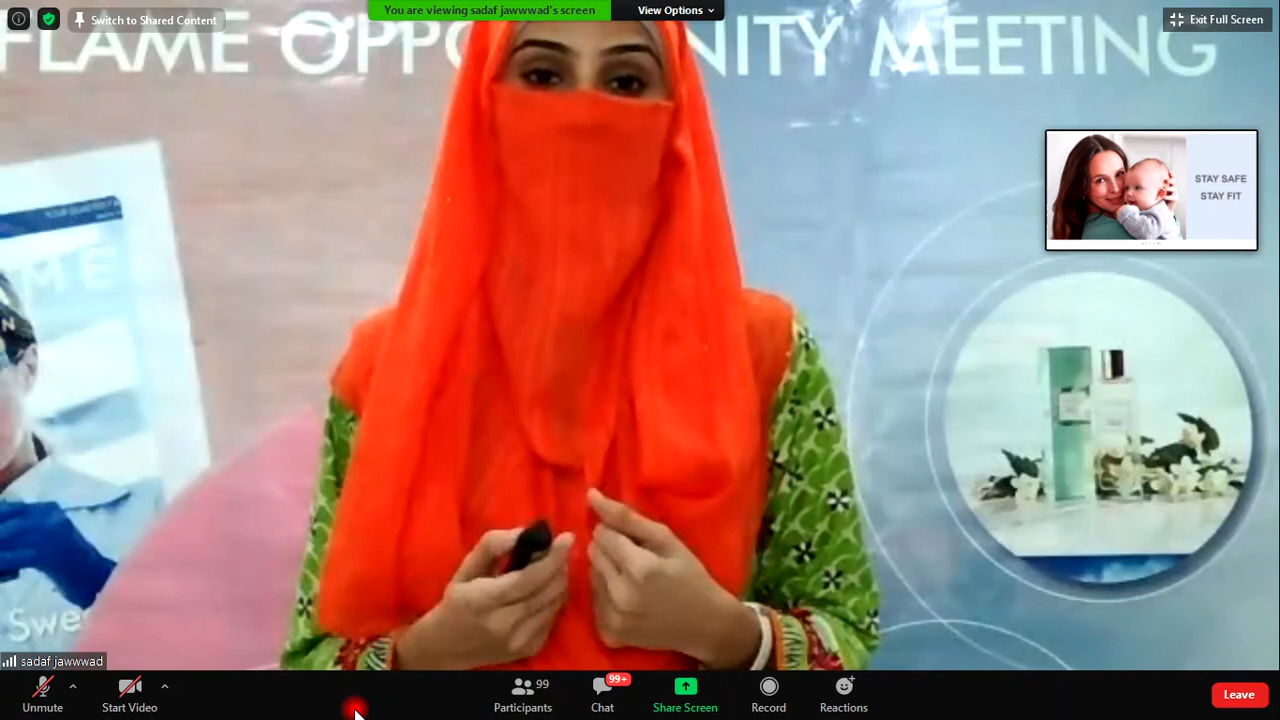 Switch to Shared Content
You are viewing sadaf jawwwad's screen
View Options
Exit Full Screen
FLAME OPPO NITY MEETING
STAY SAFE
STAY FIT
Swe
sadaf jawwwad
Unmute
Start Video
Participants
99
Chat
99+
Share Screen
Record
Reactions
Leave